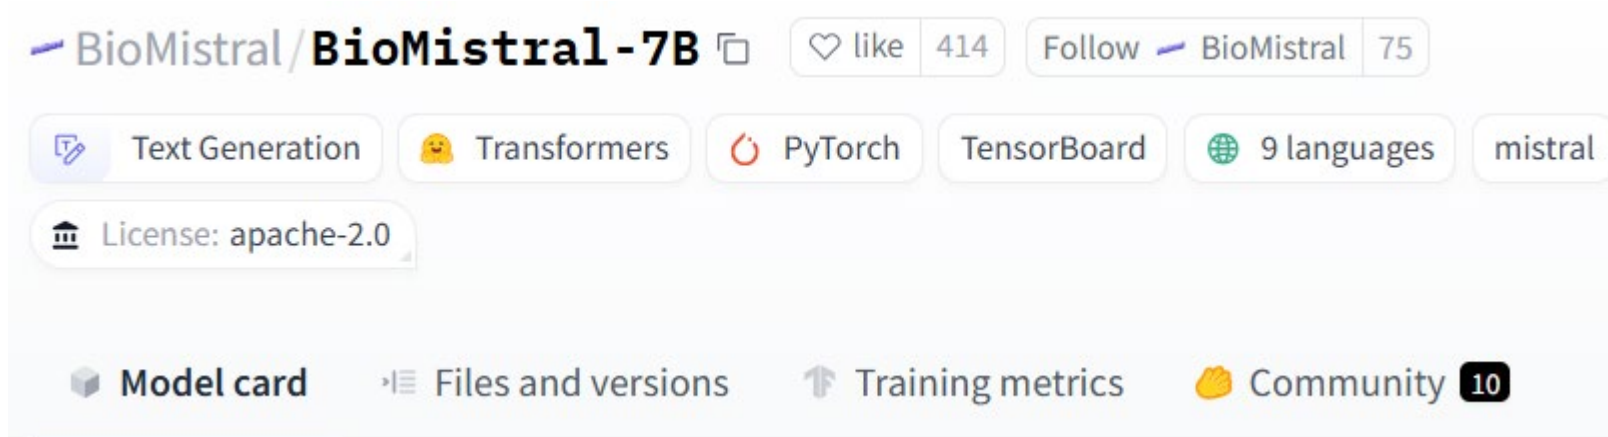 BioMistral/BioMistral-7B like 414 Follow BioMistral 75
Text Generation Transformers PyTorch TensorBoard 9 languages mistral
License: apache-2.0
Model card Files and versions Training metrics Community 10